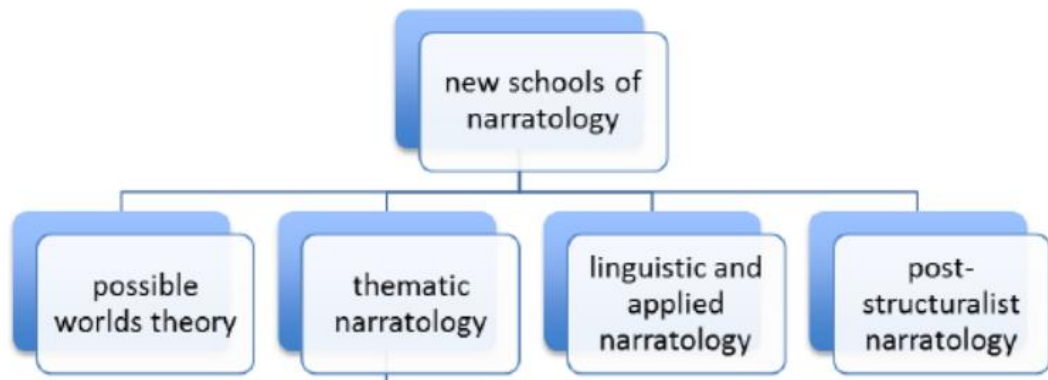 new schools of
narratology
possible
worlds theory
thematic
narratology
linguistic and
applied
narratology
post-
structuralist
narratology